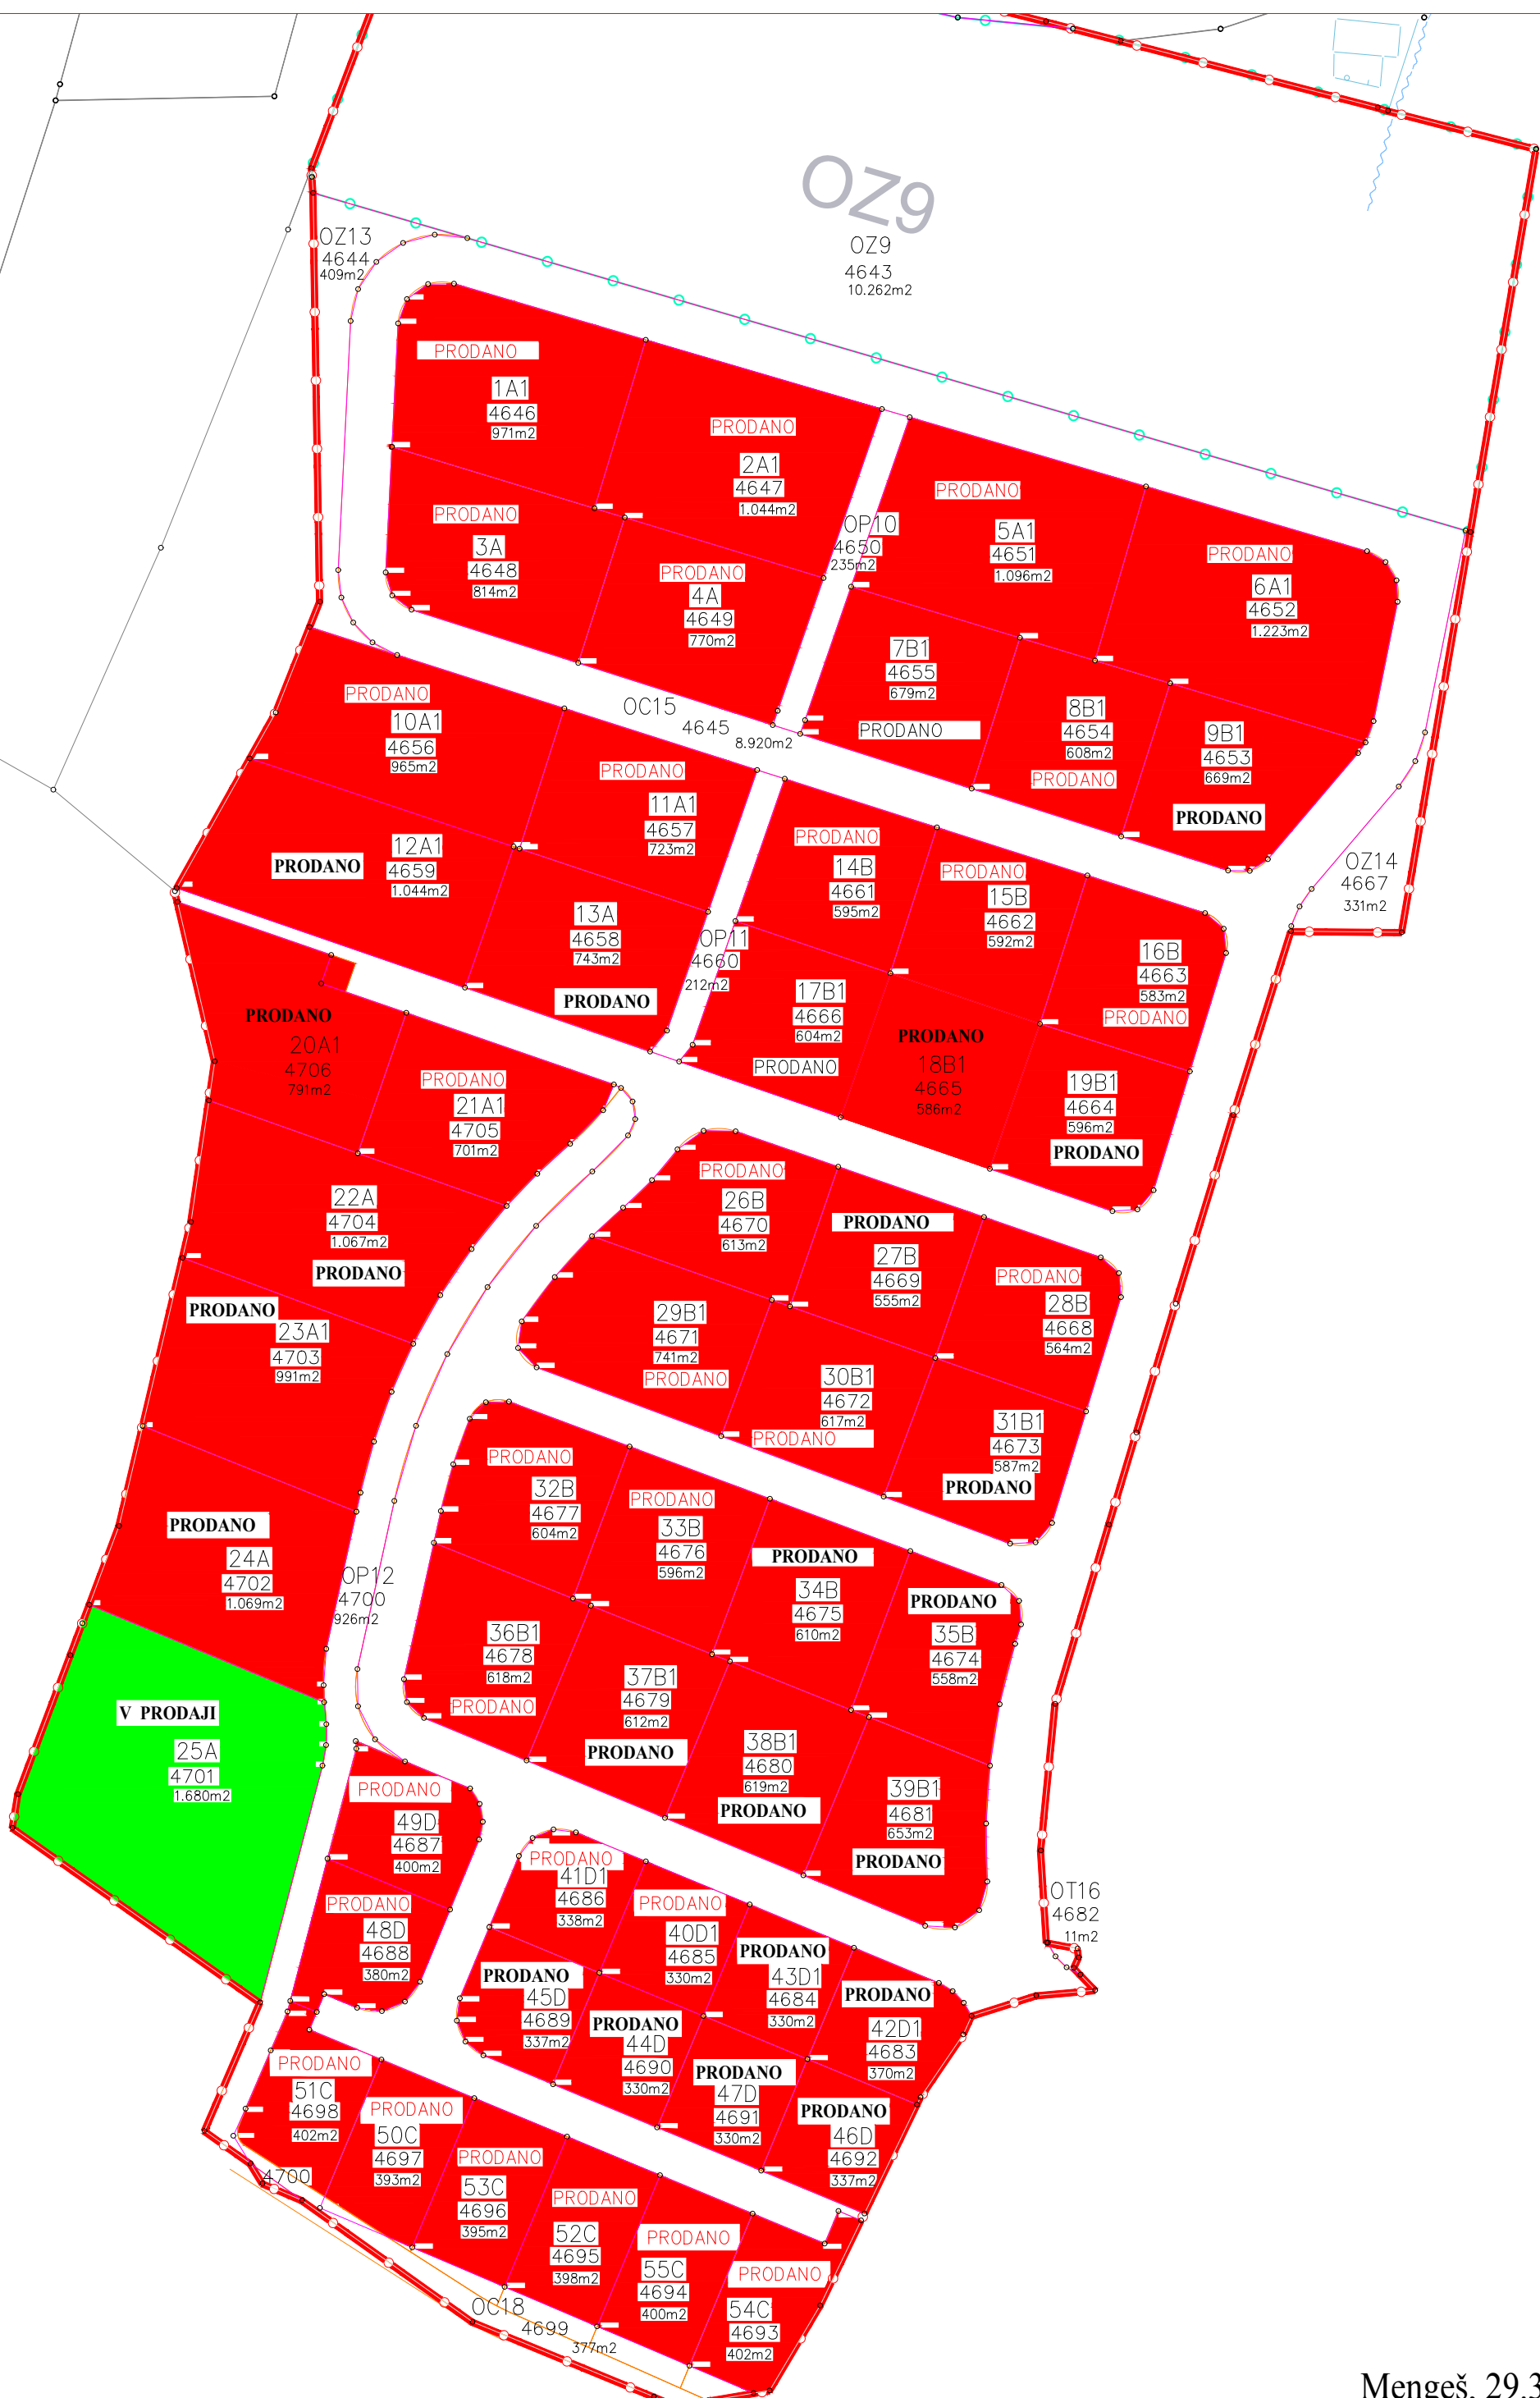 OZ9
OZ13
4644
409m2
OZ9
4643
10.262m2
PRODANO
1A1
4646
971m2
PRODANO
2A1
4647
1.044m2
PRODANO
3A
4648
814m2
PRODANO
4A
4649
770m2
OP10
4650
235m2
PRODANO
5A1
4651
1.096m2
PRODANO
6A1
4652
1.223m2
7B1
4655
679m2
PRODANO
8B1
4654
608m2
PRODANO
9B1
4653
669m2
PRODANO
OC15
4645
8.920m2
PRODANO
10A1
4656
965m2
PRODANO
11A1
4657
723m2
PRODANO
12A1
4659
1.044m2
13A
4658
743m2
PRODANO
OP11
4660
212m2
PRODANO
14B
4661
595m2
PRODANO
15B
4662
592m2
16B
4663
583m2
PRODANO
OZ14
4667
331m2
17B1
4666
604m2
PRODANO
PRODANO
18B1
4665
586m2
19B1
4664
596m2
PRODANO
PRODANO
20A1
4706
791m2
PRODANO
21A1
4705
701m2
22A
4704
1.067m2
PRODANO
PRODANO
23A1
4703
991m2
PRODANO
26B
4670
613m2
PRODANO
27B
4669
555m2
PRODANO
28B
4668
564m2
29B1
4671
741m2
PRODANO
30B1
4672
617m2
PRODANO
31B1
4673
587m2
PRODANO
PRODANO
24A
4702
1.069m2
OP12
4700
926m2
PRODANO
32B
4677
604m2
PRODANO
33B
4676
596m2
PRODANO
34B
4675
610m2
PRODANO
35B
4674
558m2
36B1
4678
618m2
PRODANO
37B1
4679
612m2
PRODANO
38B1
4680
619m2
PRODANO
39B1
4681
653m2
PRODANO
V PRODAJI
25A
4701
1.680m2
PRODANO
49D
4687
400m2
PRODANO
48D
4688
380m2
PRODANO
41D1
4686
338m2
PRODANO
40D1
4685
330m2
PRODANO
43D1
4684
330m2
PRODANO
42D1
4683
370m2
OT16
4682
11m2
PRODANO
45D
4689
337m2
PRODANO
44D
4690
330m2
PRODANO
47D
4691
330m2
PRODANO
46D
4692
337m2
PRODANO
51C
4698
402m2
PRODANO
50C
4697
393m2
PRODANO
53C
4696
395m2
PRODANO
52C
4695
398m2
PRODANO
55C
4694
400m2
PRODANO
54C
4693
402m2
4700
OC18
4699
377m2
Mengeš, 29.3